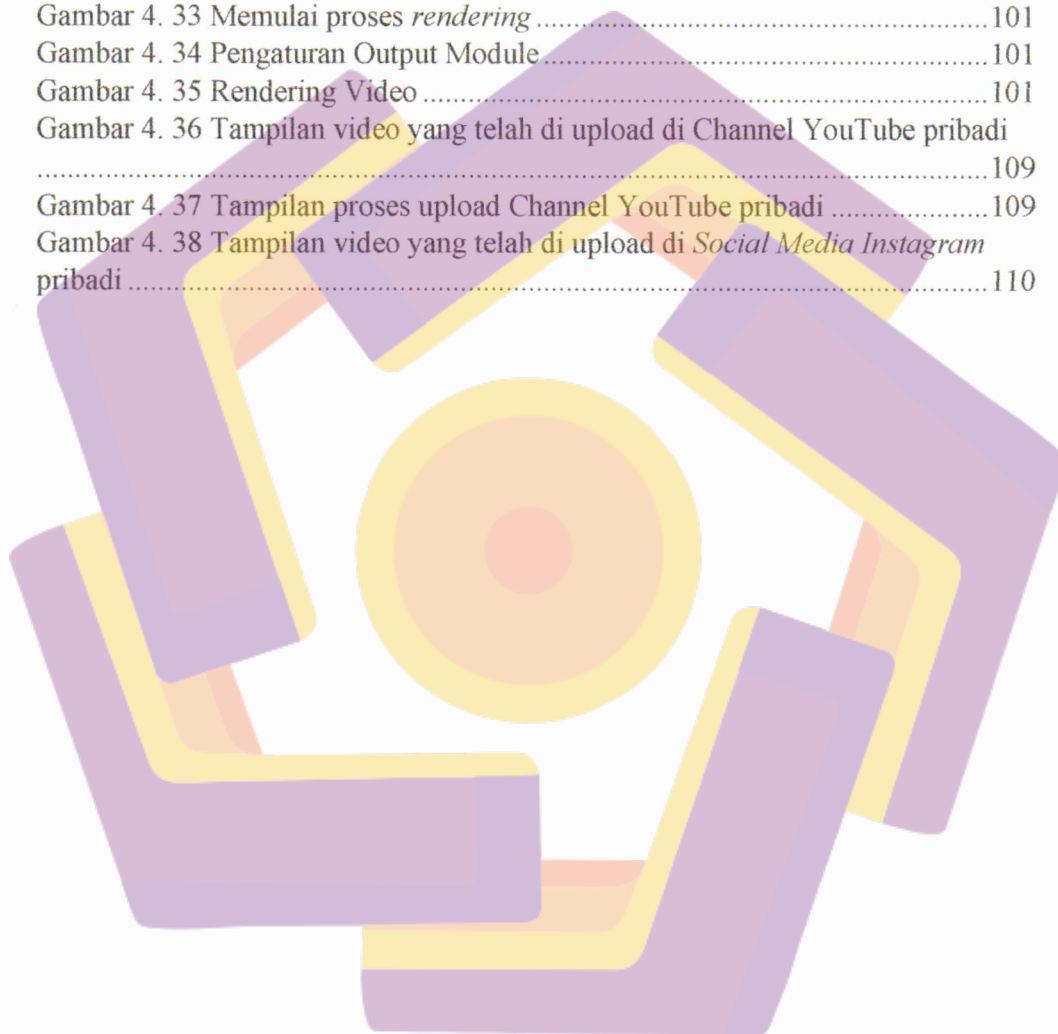 Gambar 4. 33 Memulai proses rendering ........................................................................ 101
Gambar 4. 34 Pengaturan Output Module ........................................................................ 101
Gambar 4. 35 Rendering Video ........................................................................ 101
Gambar 4. 36 Tampilan video yang telah di upload di Channel YouTube pribadi
........................................................................ 109
Gambar 4. 37 Tampilan proses upload Channel YouTube pribadi .................... 109
Gambar 4. 38 Tampilan video yang telah di upload di Social Media Instagram
pribadi ........................................................................ 110